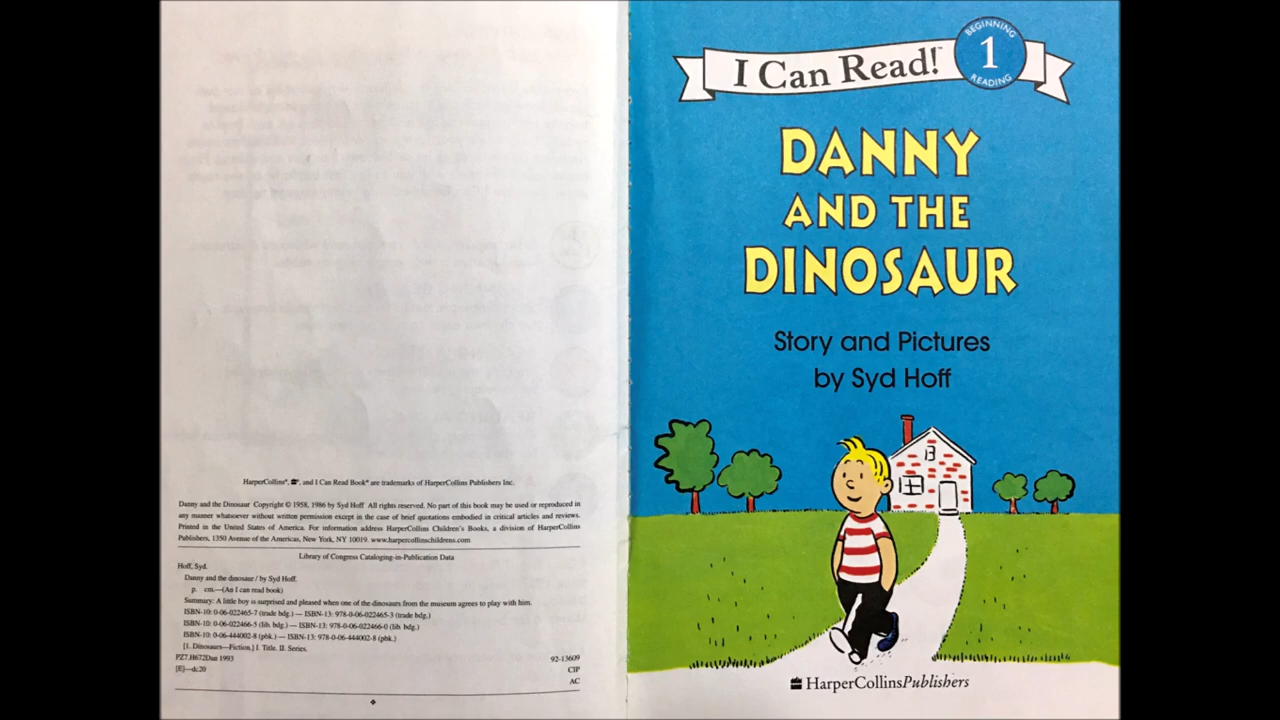 HarperCollins®, ®, and I Can Read Book® are trademarks of HarperCollins Publishers Inc.
Danny and the Dinosaur Copyright © 1958, 1986 by Syd Hoff All rights reserved. No part of this book may be used or reproduced in
any manner whatsoever without written permission except in the case of brief quotations embodied in critical articles and reviews.
Printed in the United States of America. For information address HarperCollins Children's Books, a division of HarperCollins
Publishers, 1350 Avenue of the Americas, New York, NY 10019. www.harpercollinschildrens.com
Library of Congress Cataloging-in-Publication Data
Hoff, Syd.
Danny and the dinosaur / by Syd Hoff.
p. cm.—(An I can read book)
Summary: A little boy is surprised and pleased when one of the dinosaurs from the museum agrees to play with him.
ISBN-10: 0-06-022465-7 (trade bdg.) — ISBN-13: 978-0-06-022465-3 (trade bdg.)
ISBN-10: 0-06-022466-5 (lib. bdg.) — ISBN-13: 978-0-06-022466-0 (lib. bdg.)
ISBN-10: 0-06-444002-8 (pbk.) — ISBN-13: 978-0-06-444002-8 (pbk.)
[1. Dinosaurs—Fiction.] I. Title. II. Series.
PZ7.H672Dan 1993 92-13609
[E]—dc20 CIP
AC
I Can Read!™
BEGINNING
1
READING
DANNY
AND THE
DINOSAUR
Story and Pictures
by Syd Hoff
HarperCollinsPublishers